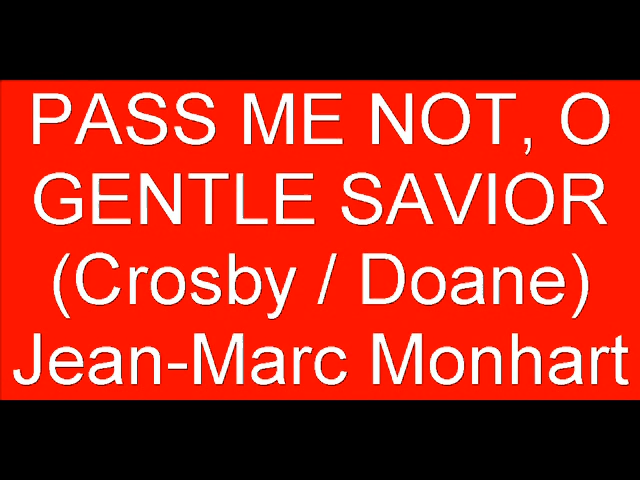 PASS ME NOT, O
GENTLE SAVIOR
(Crosby / Doane)
Jean-Marc Monhart